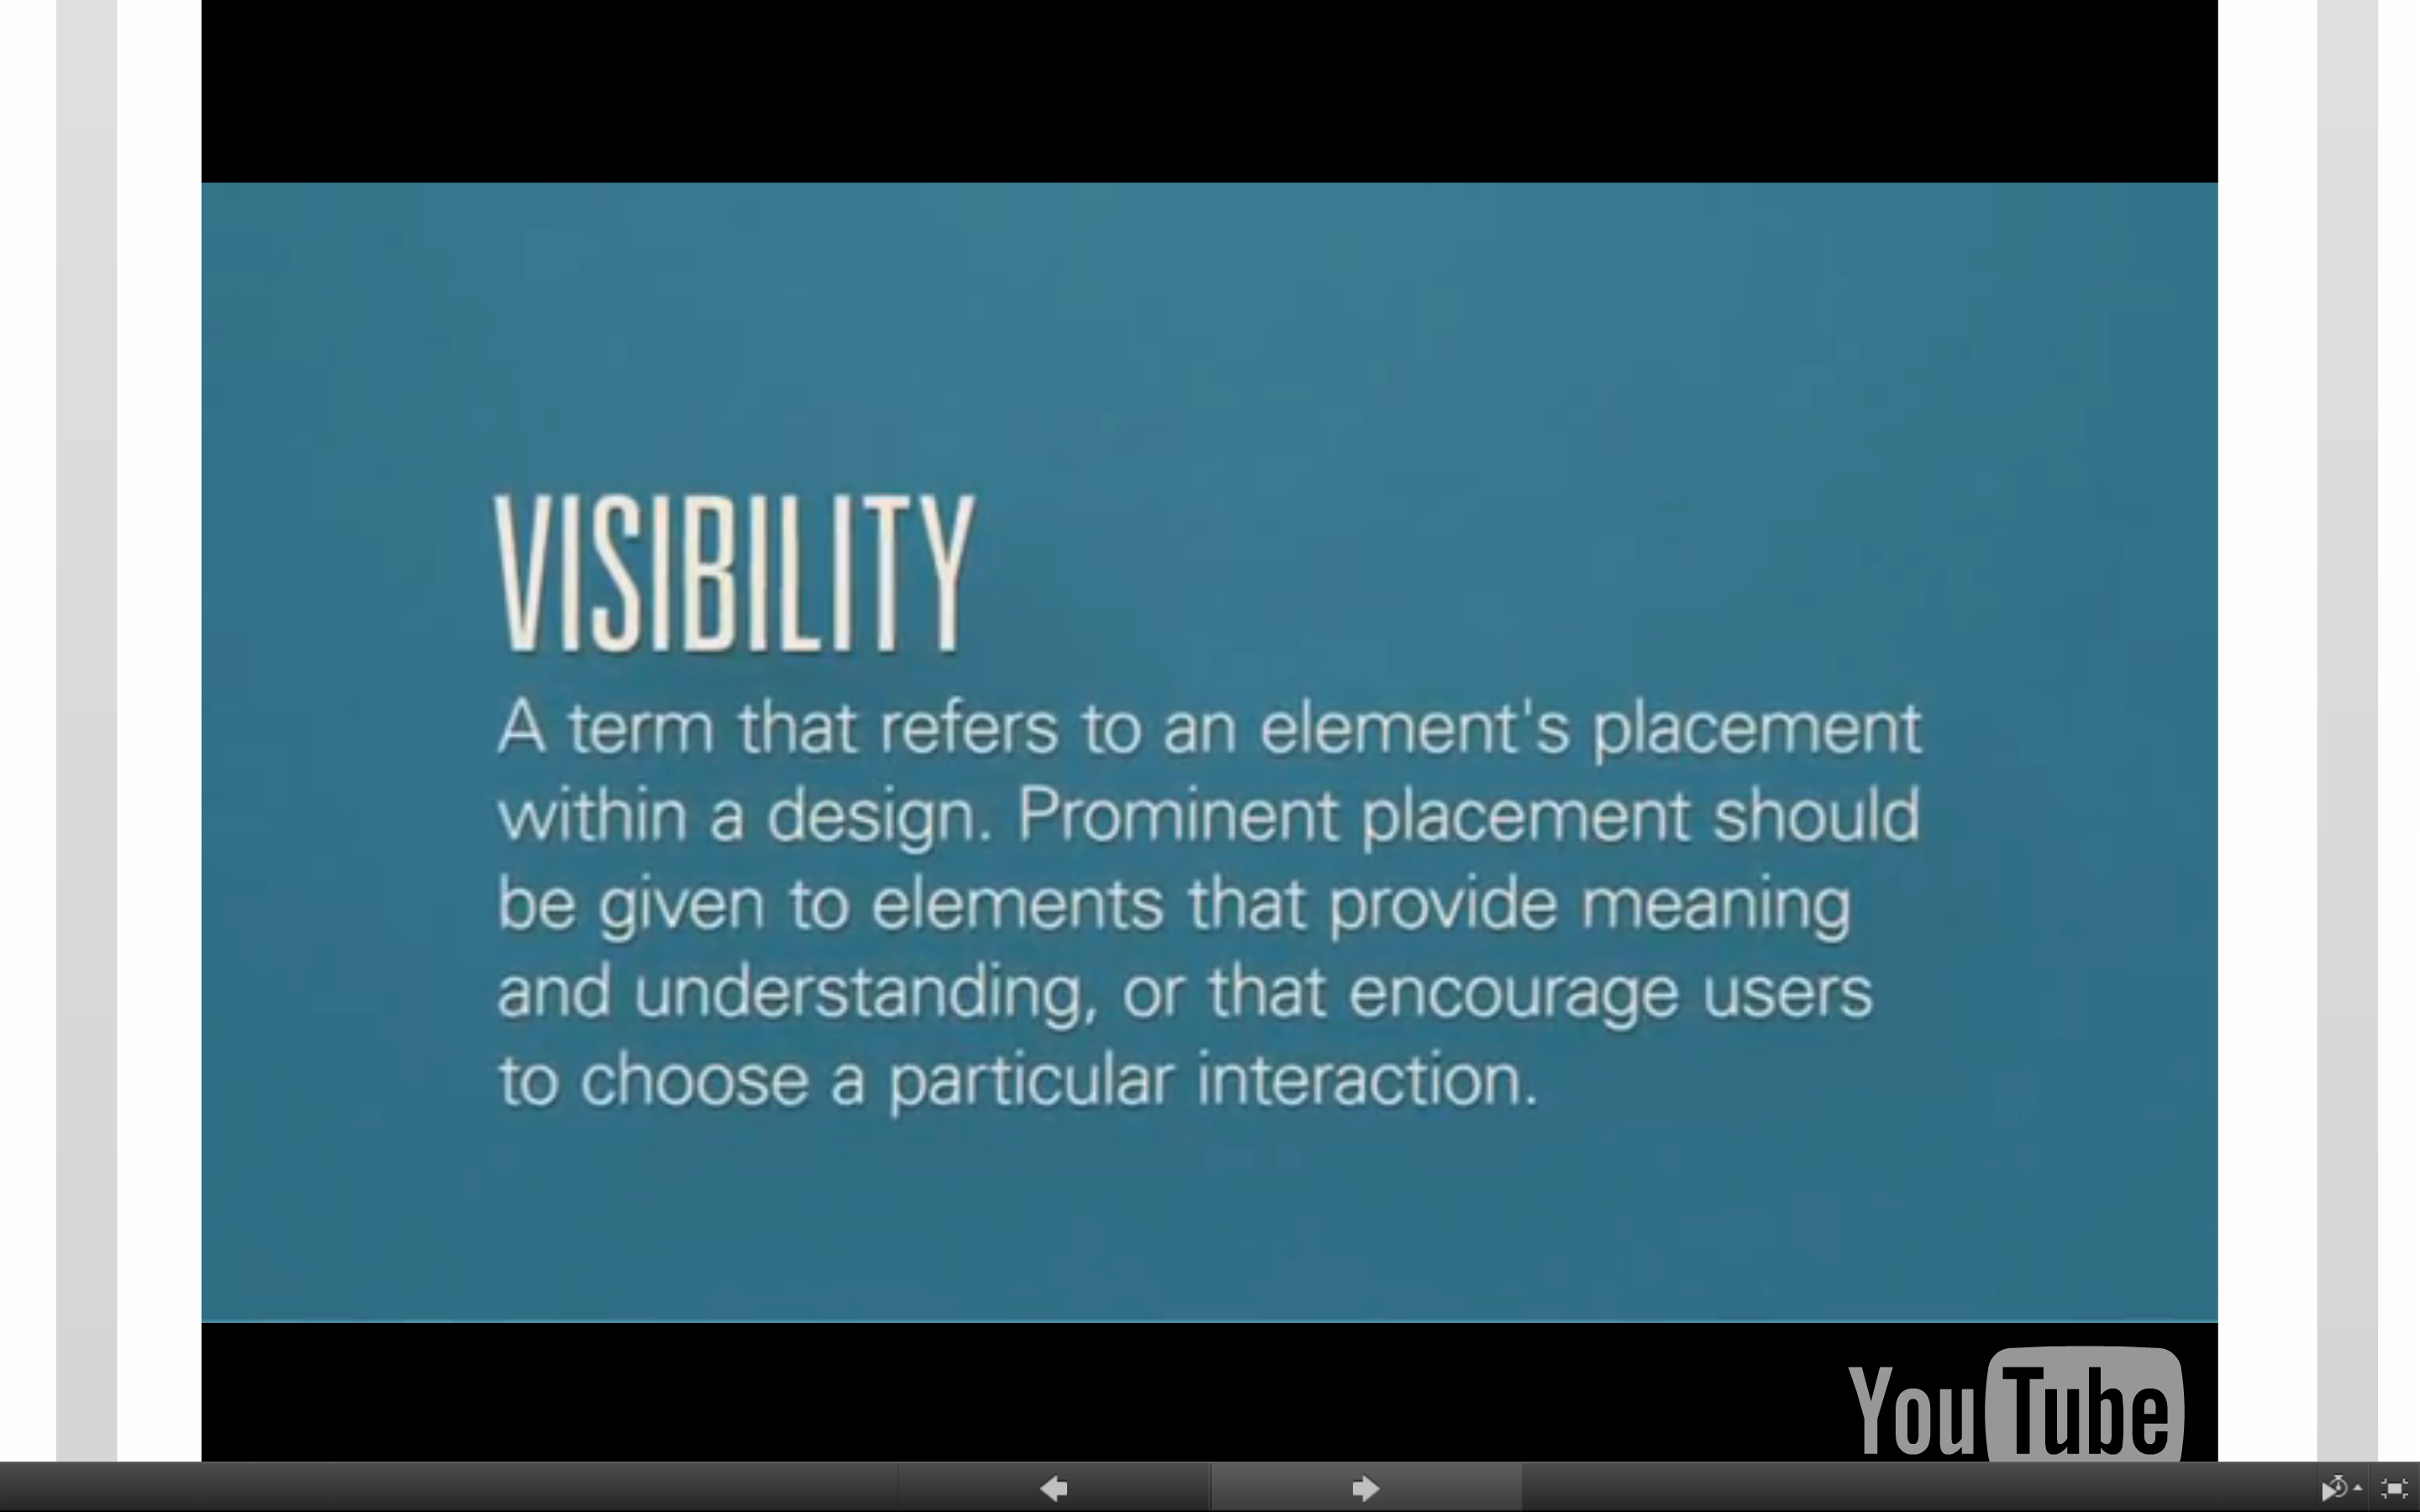 VISIBILITY
A term that refers to an element's placement
within a design. Prominent placement should
be given to elements that provide meaning
and understanding, or that encourage users
to choose a particular interaction.
YouTube